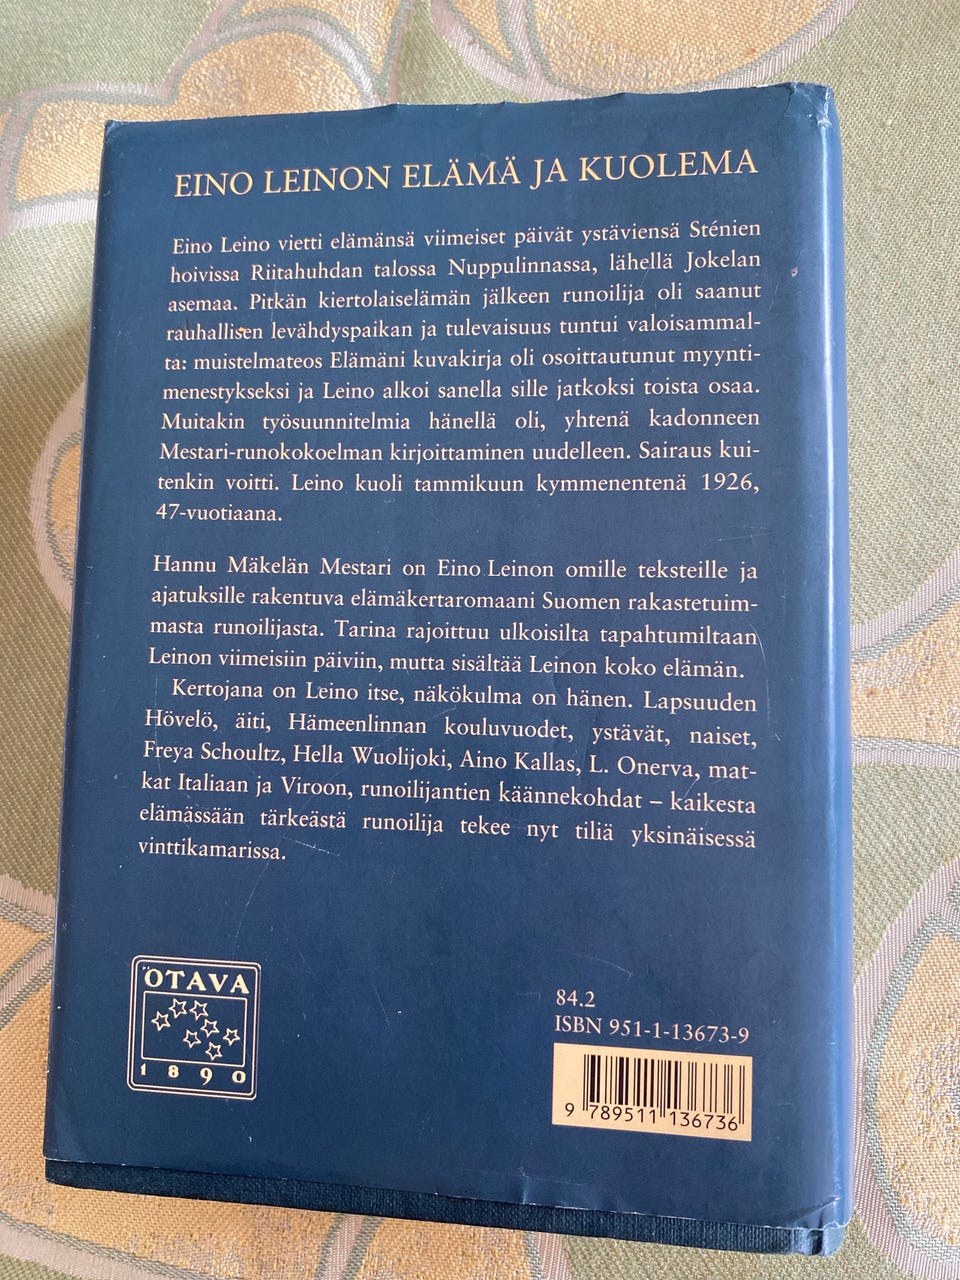 EINO LEINON ELÄMÄ JA KUOLEMA
Eino Leino vietti elämänsä viimeiset päivät ystäviensä Sténien
hoivissa Riitahuhdan talossa Nuppulinnassa, lähellä Jokelan
asemaa. Pitkän kiertolaiselämän jälkeen runoilija oli saanut
rauhallisen levähdyspaikan ja tulevaisuus tuntui valoisammal-
ta: muistelmateos Elämäni kuvakirja oli osoittautunut myynti-
menestykseksi ja Leino alkoi sanella sille jatkoksi toista osaa.
Muitakin työsuunnitelmia hänellä oli, yhtenä kadonneen
Mestari-runokokoelman kirjoittaminen uudelleen. Sairaus kui-
tenkin voitti. Leino kuoli tammikuun kymmenentenä 1926,
47-vuotiaana.
Hannu Mäkelän Mestari on Eino Leinon omille teksteille ja
ajatuksille rakentuva elämäkertaromaani Suomen rakastetuim-
masta runoilijasta. Tarina rajoittuu ulkoisilta tapahtumiltaan
Leinon viimeisiin päiviin, mutta sisältää Leinon koko elämän.
Kertojana on Leino itse, näkökulma on hänen. Lapsuuden
Hövelö, äiti, Hämeenlinnan kouluvuodet, ystävät, naiset,
Freya Schoultz, Hella Wuolijoki, Aino Kallas, L. Onerva, mat-
kat Italiaan ja Viroon, runoilijantien käännekohdat – kaikesta
elämässään tärkeästä runoilija tekee nyt tiliä yksinäisessä
vinttikamarissa.
OTAVA
1890
84.2
ISBN 951-1-13673-9
9 789511 136736